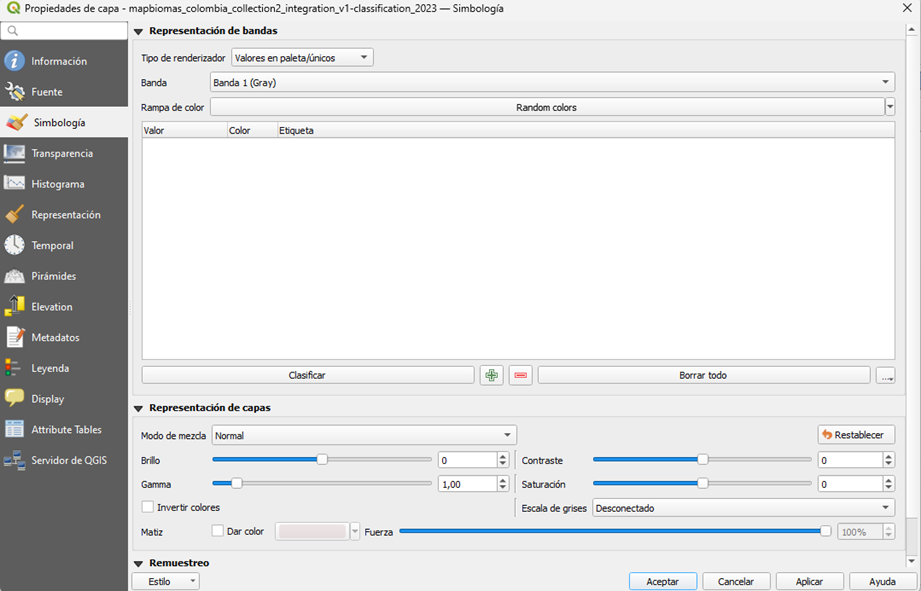 Propiedades de capa - mapbiomas_colombia_collection2_integration_v1-classification_2023 — Simbología
Información
Fuente
Simbología
Transparencia
Histograma
Representación
Temporal
Pirámides
Elevation
Metadatos
Leyenda
Display
Attribute Tables
Servidor de QGIS
Representación de bandas
Tipo de renderizador Valores en paleta/únicos
Banda Banda 1 (Gray)
Rampa de color Random colors
Valor Color Etiqueta
Clasificar Borrar todo ...
Representación de capas
Modo de mezcla Normal Restablecer
Brillo 0 Contraste 0
Gamma 1,00 Saturación 0
Invertir colores Escala de grises Desconectado
Matiz Dar color Fuerza 100%
Remuestreo
Estilo Aceptar Cancelar Aplicar Ayuda